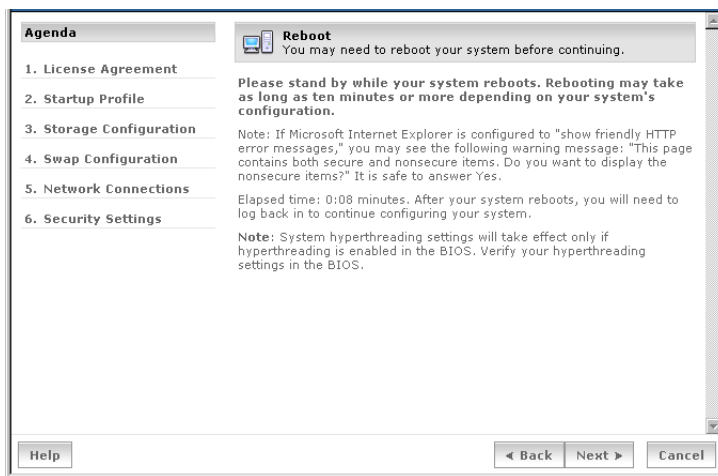 Agenda
1. License Agreement
2. Startup Profile
3. Storage Configuration
4. Swap Configuration
5. Network Connections
6. Security Settings
Reboot
You may need to reboot your system before continuing.
Please stand by while your system reboots. Rebooting may take
as long as ten minutes or more depending on your system's
configuration.
Note: If Microsoft Internet Explorer is configured to "show friendly HTTP
error messages," you may see the following warning message: "This page
contains both secure and nonsecure items. Do you want to display the
nonsecure items?" It is safe to answer Yes.
Elapsed time: 0:08 minutes. After your system reboots, you will need to
log back in to continue configuring your system.
Note: System hyperthreading settings will take effect only if
hyperthreading is enabled in the BIOS. Verify your hyperthreading
settings in the BIOS.
Help
Back
Next
Cancel